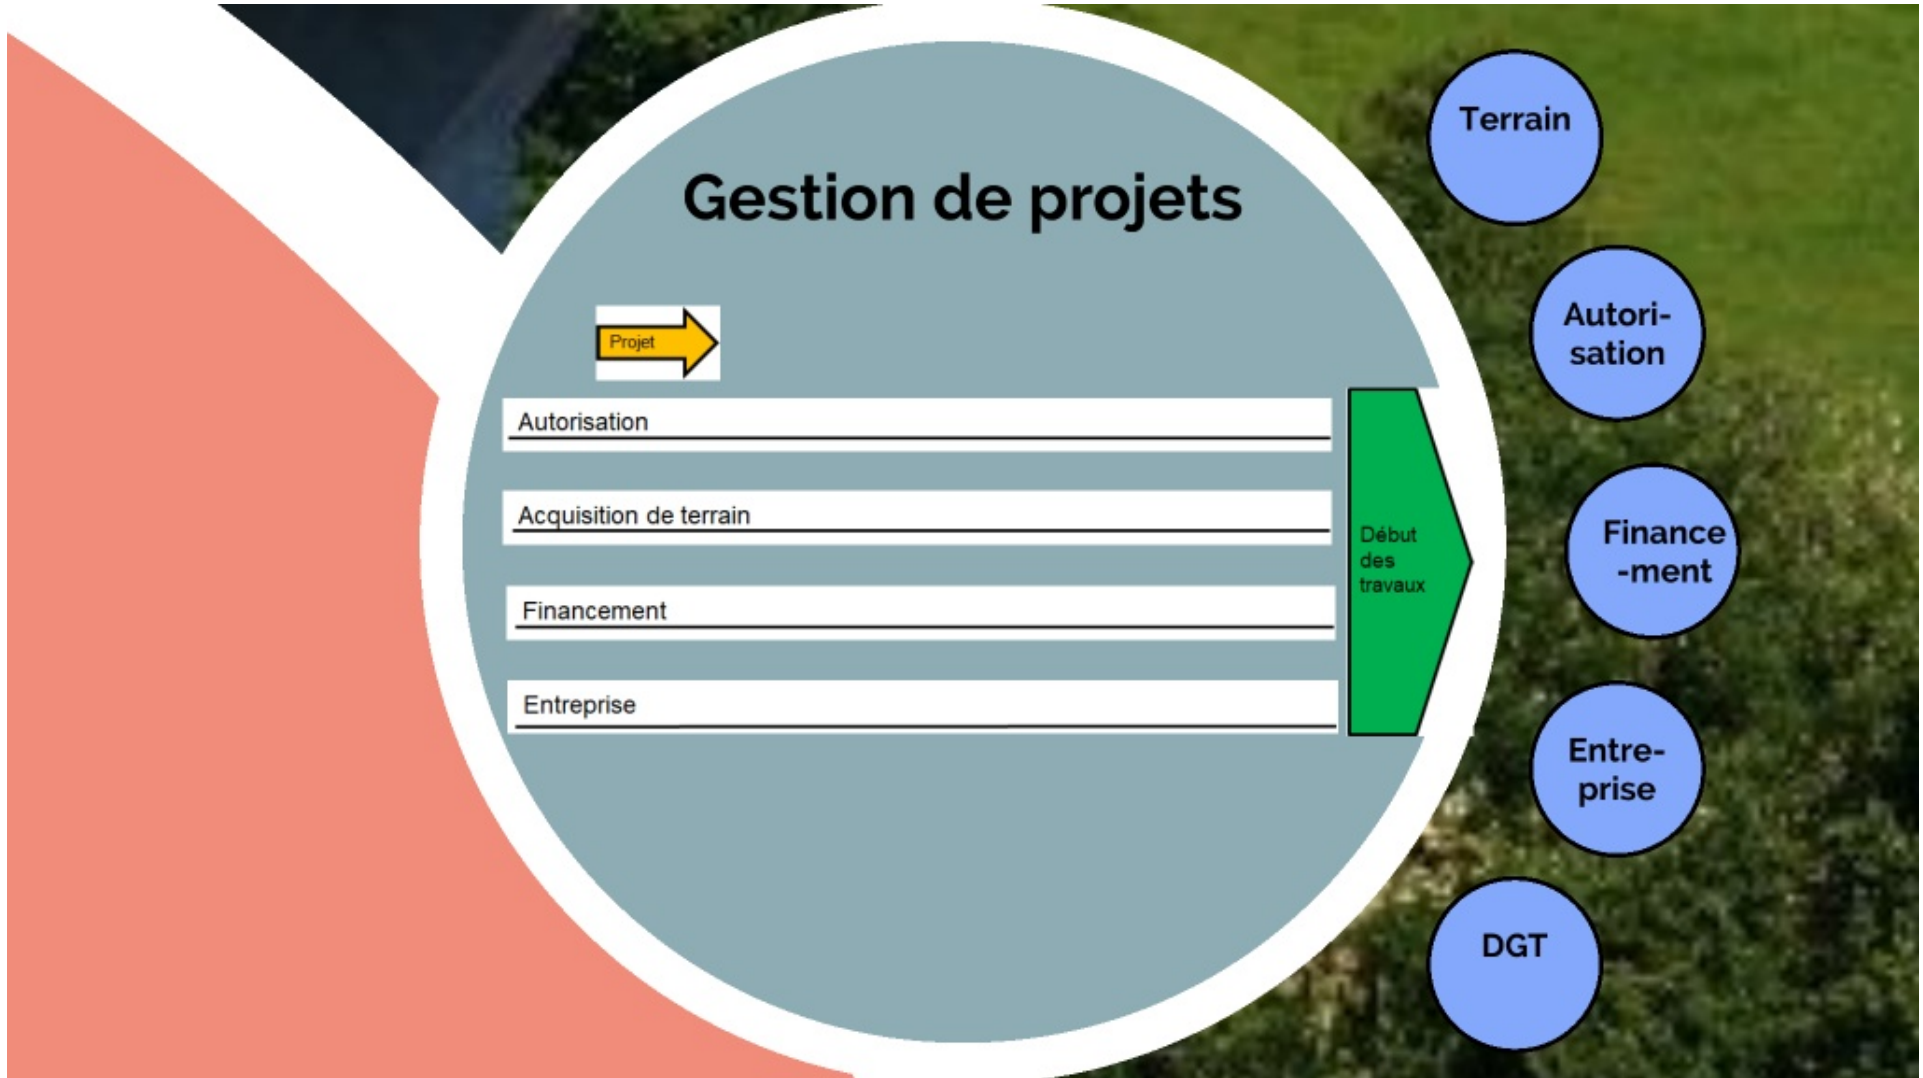 Gestion de projets
Projet
Autorisation
Acquisition de terrain
Financement
Entreprise
Début
des
travaux
Terrain
Autori-
sation
Finance
-ment
Entre-
prise
DGT